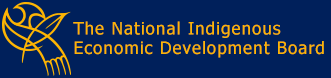 The National Indigenous
Economic Development Board